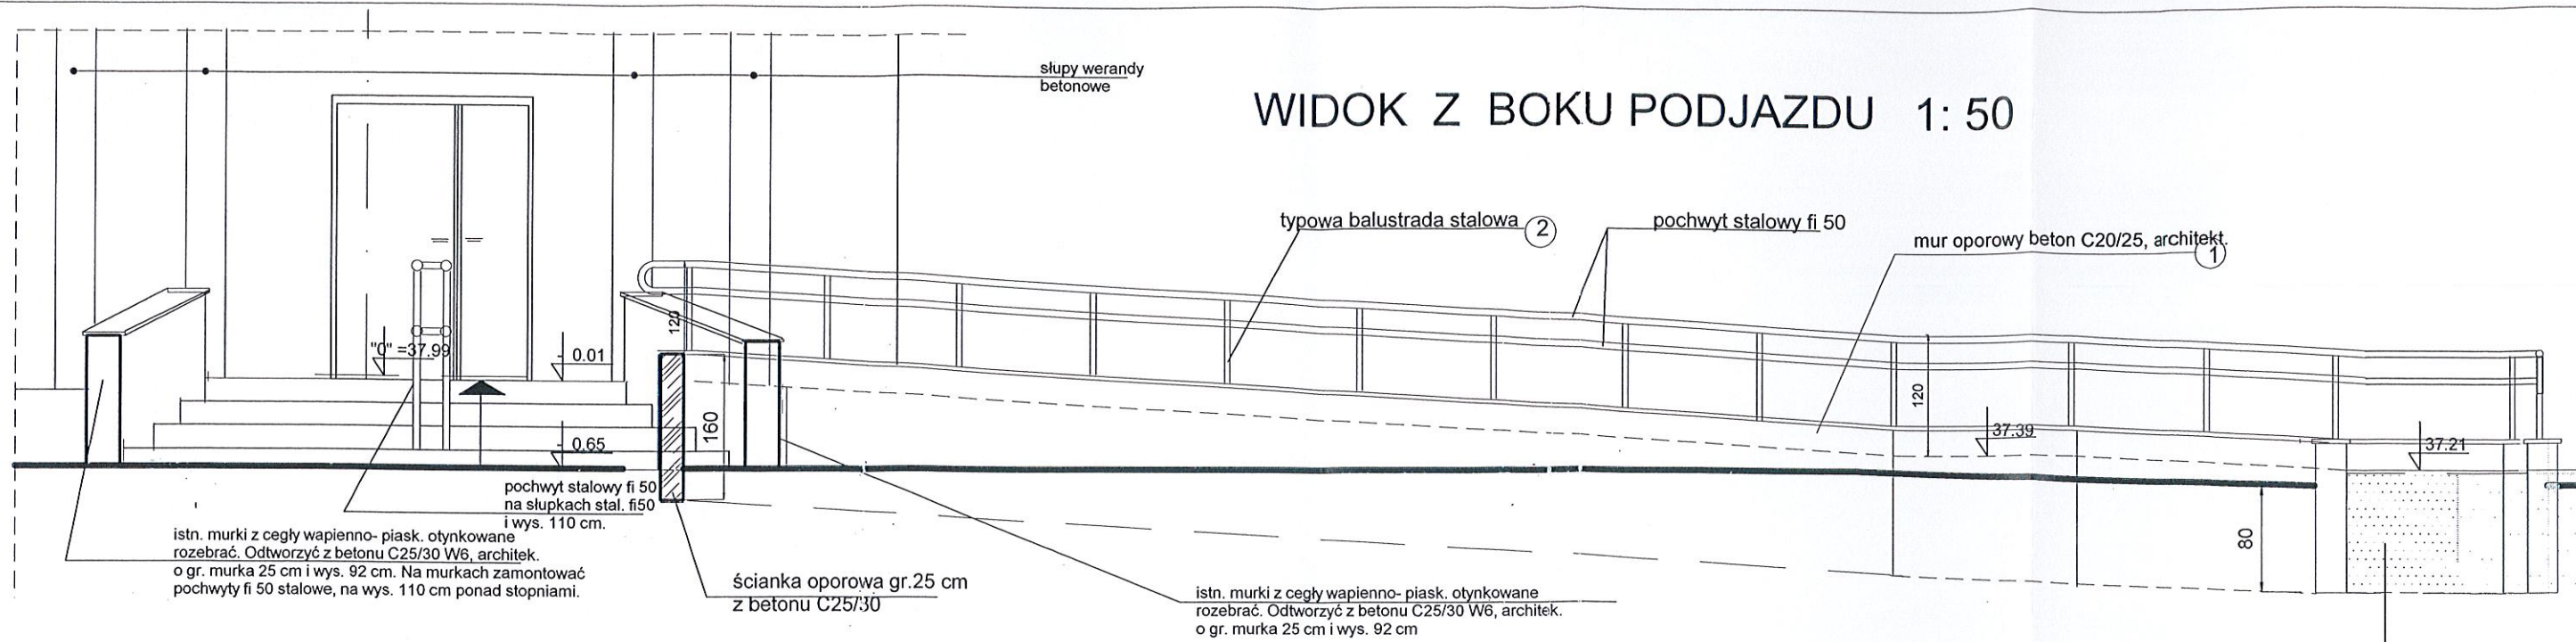 słupy werandy
betonowe
WIDOK Z BOKU PODJAZDU 1: 50
typowa balustrada stalowa 2
pochwyt stalowy fi 50
mur oporowy beton C20/25, architekt.
1
120
"0" =37.99
- 0.01
- 0.65
160
120
37.39
37.21
80
pochwyt stalowy fi 50
na słupkach stal. fi50
i wys. 110 cm.
istn. murki z cegły wapienno- piask. otynkowane
rozebrać. Odtworzyć z betonu C25/30 W6, architek.
o gr. murka 25 cm i wys. 92 cm. Na murkach zamontować
pochwyty fi 50 stalowe, na wys. 110 cm ponad stopniami.
ścianka oporowa gr.25 cm
z betonu C25/30
istn. murki z cegły wapienno- piask. otynkowane
rozebrać. Odtworzyć z betonu C25/30 W6, architek.
o gr. murka 25 cm i wys. 92 cm